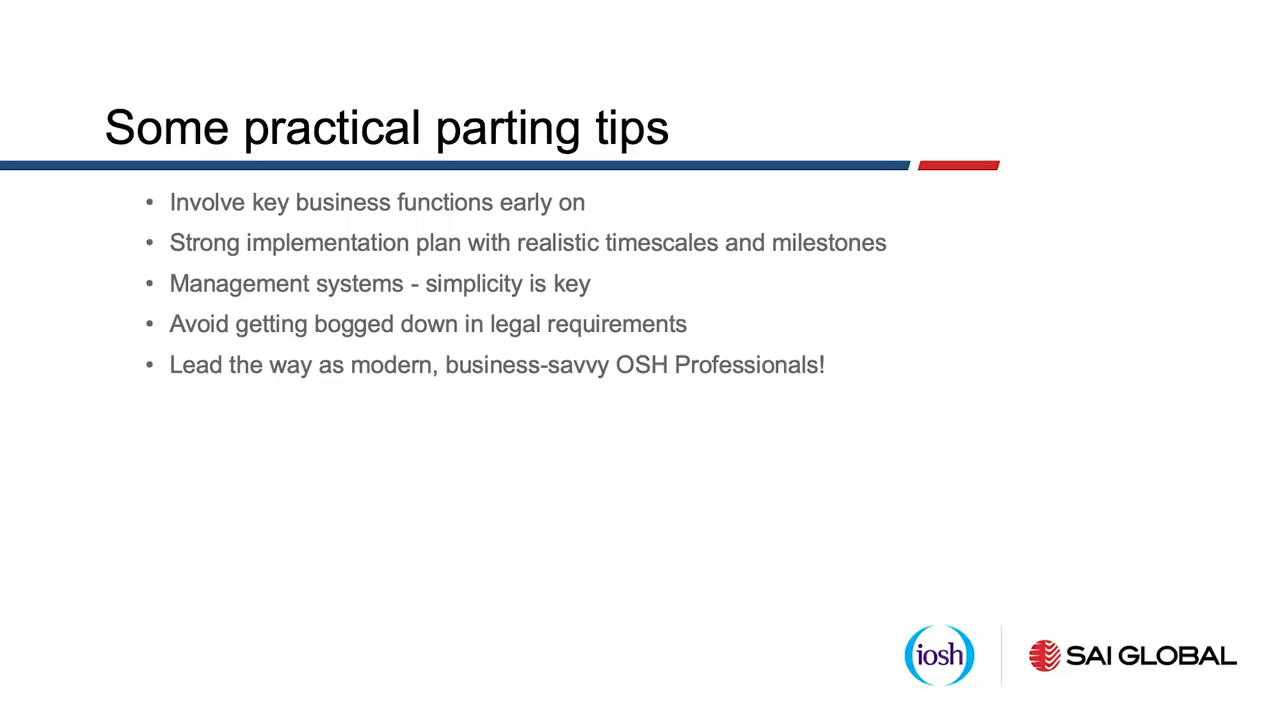 Some practical parting tips
• Involve key business functions early on
• Strong implementation plan with realistic timescales and milestones
• Management systems - simplicity is key
• Avoid getting bogged down in legal requirements
• Lead the way as modern, business-savvy OSH Professionals!
iosh
SAI GLOBAL